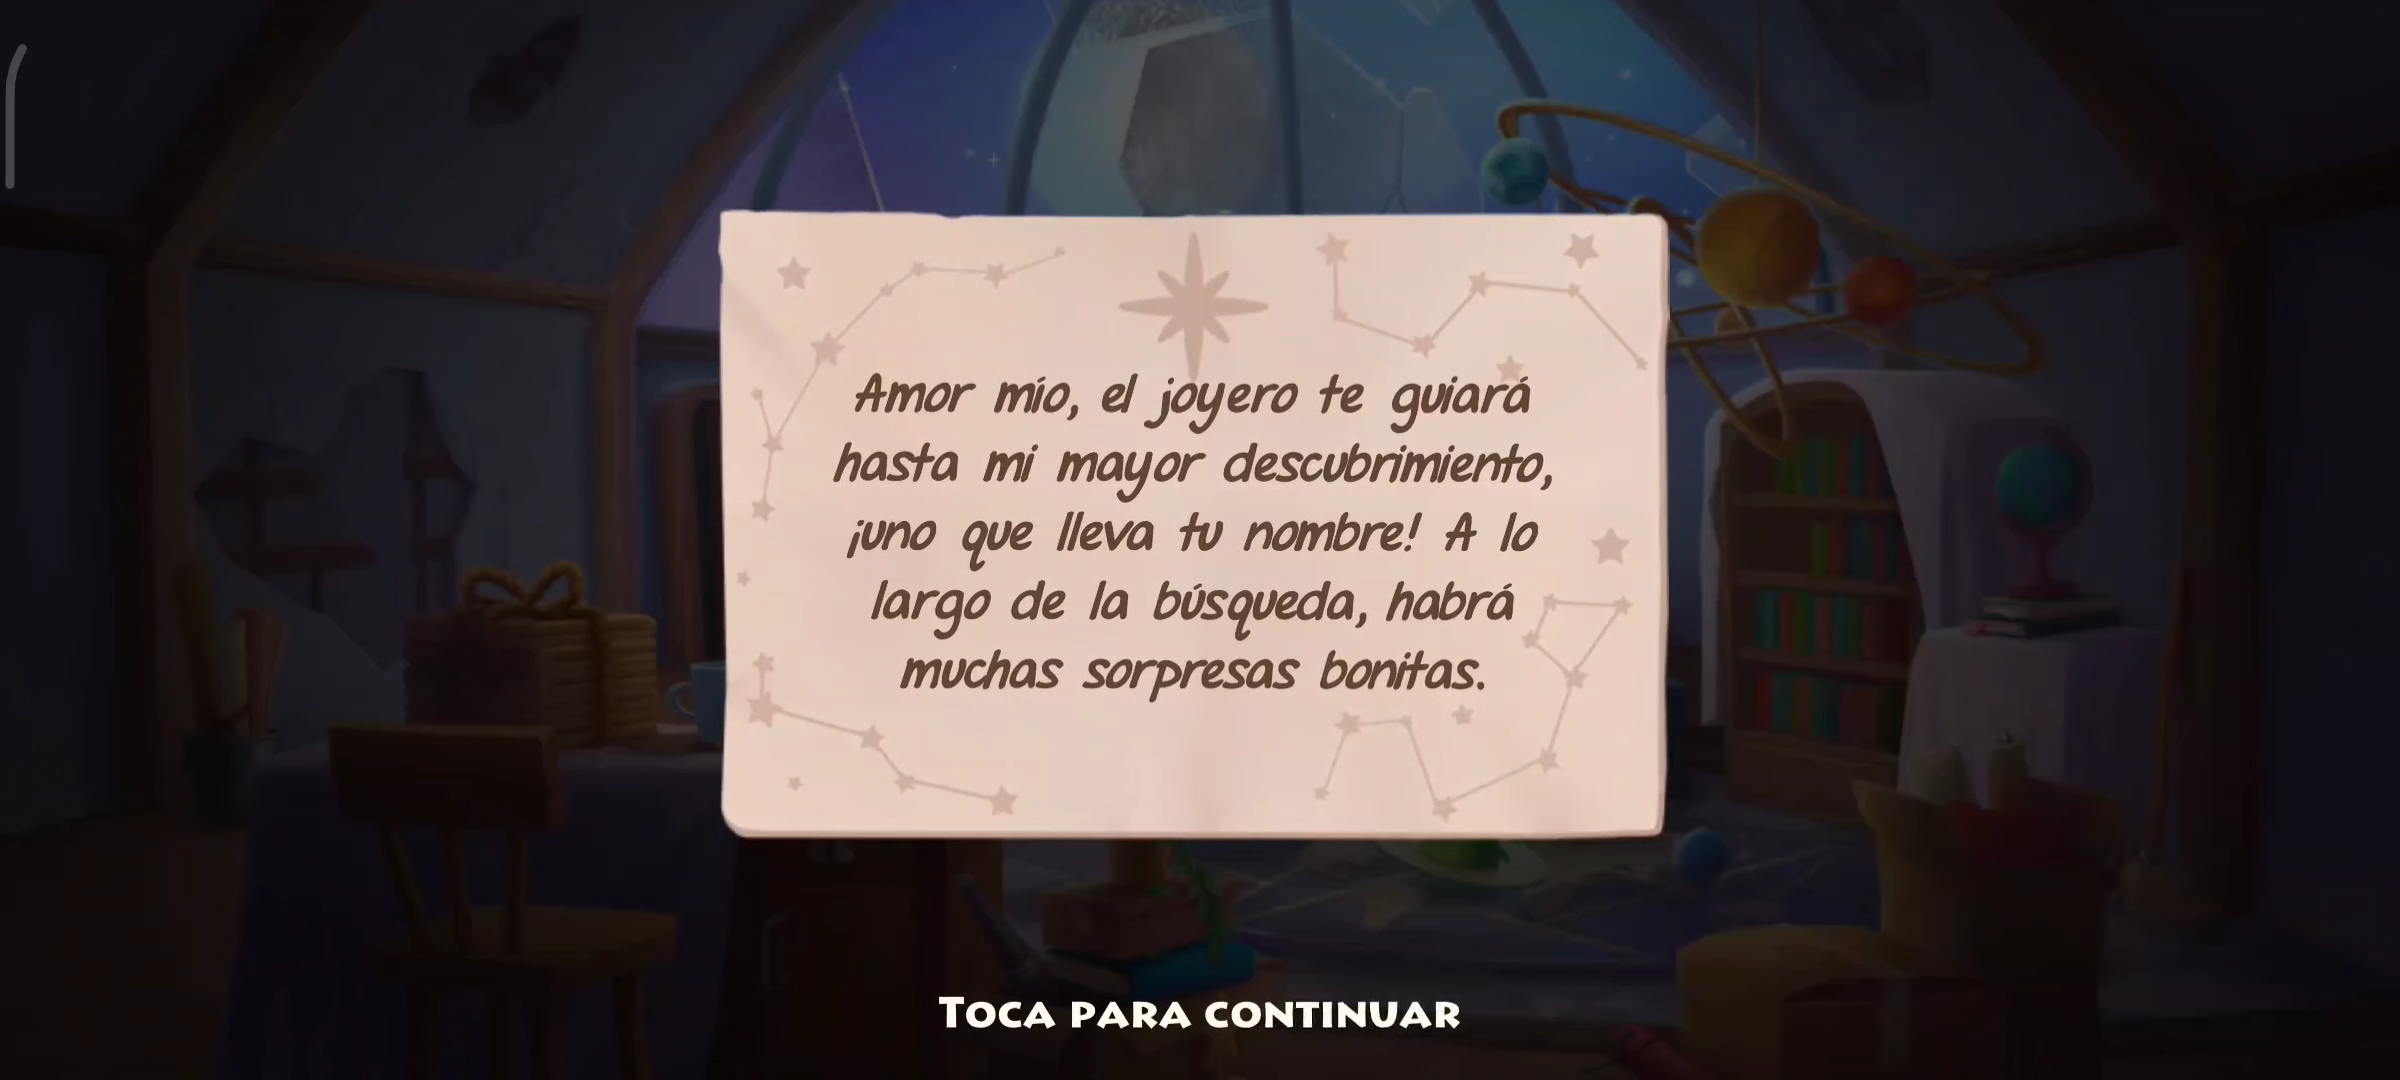 Amor mío, el joyero te guiará
hasta mi mayor descubrimiento,
¡uno que lleva tu nombre! A lo
largo de la búsqueda, habrá
muchas sorpresas bonitas.
Toca para continuar